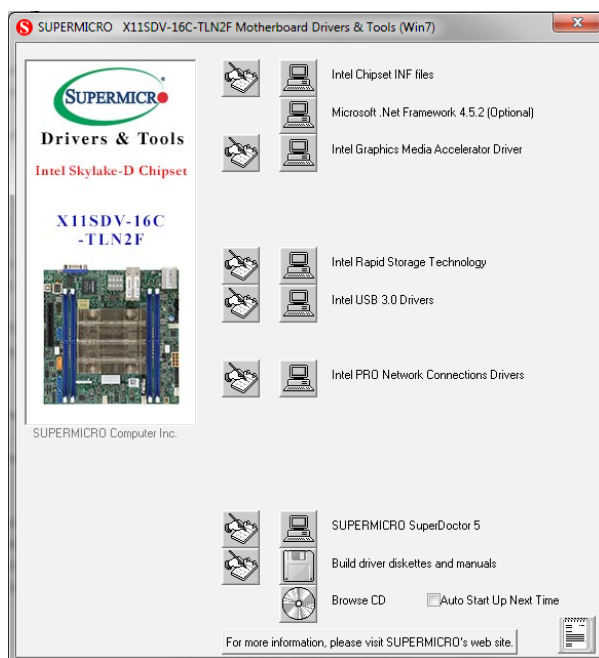 SUPERMICRO X11SDV-16C-TLN2F Motherboard Drivers & Tools (Win7)
SUPERMICRO
Drivers & Tools
Intel Skylake-D Chipset
X11SDV-16C
-TLN2F
SUPERMICRO Computer Inc.
Intel Chipset INF files
Microsoft .Net Framework 4.5.2 (Optional)
Intel Graphics Media Accelerator Driver
Intel Rapid Storage Technology
Intel USB 3.0 Drivers
Intel PRO Network Connections Drivers
SUPERMICRO SuperDoctor 5
Build driver diskettes and manuals
Browse CD
Auto Start Up Next Time
For more information, please visit SUPERMICRO's web site.